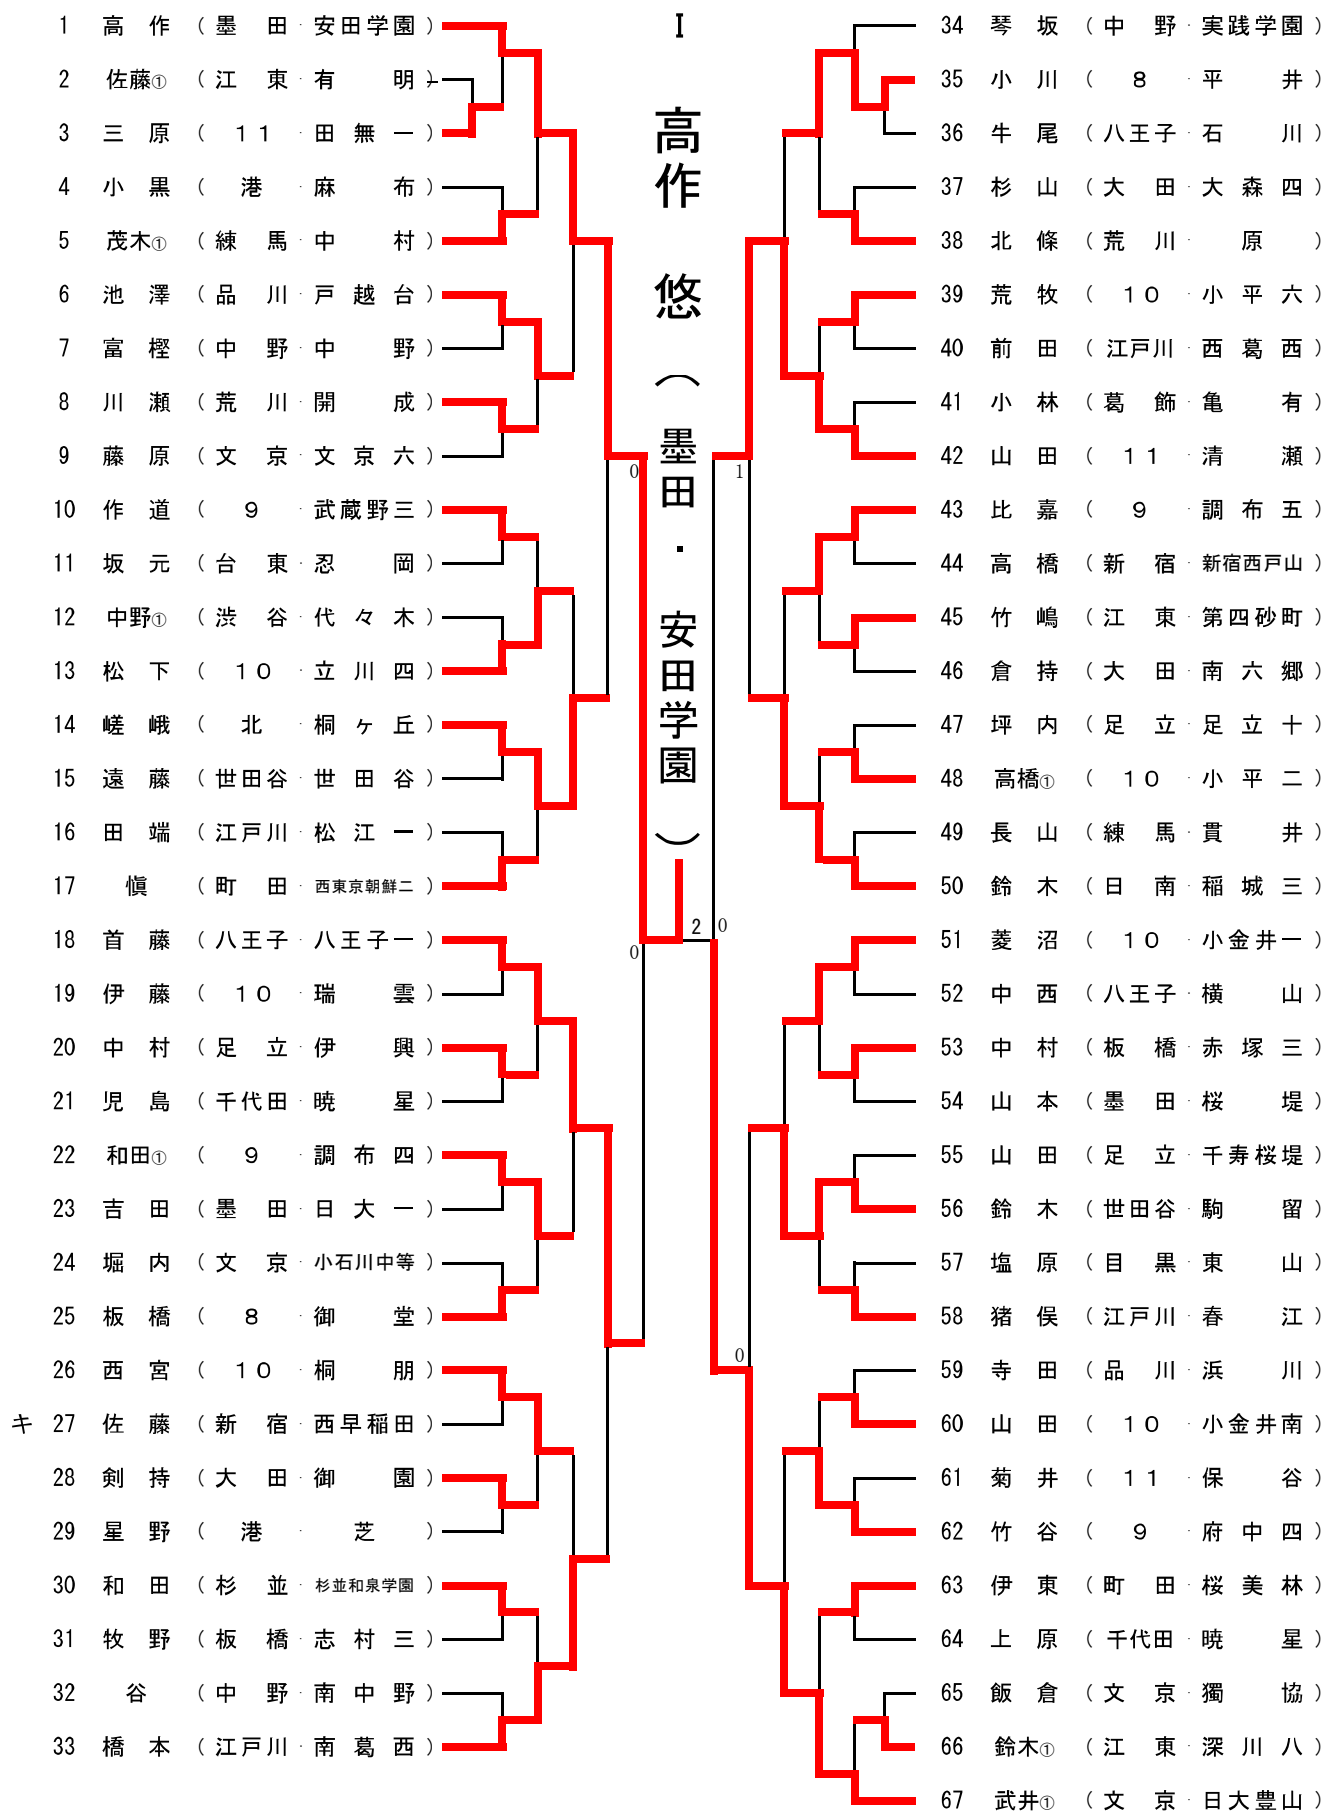 1 高作 (墨田・安田学園)
2 佐藤① (江東・有明)
3 三原 (11・田無一)
4 小黒 (港・麻布)
5 茂木① (練馬・中村)
6 池澤 (品川・戸越台)
7 富樫 (中野・中野)
8 川瀬 (荒川・開成)
9 藤原 (文京・文京六)
10 作道 (9・武蔵野三)
11 坂元 (台東・忍岡)
12 中野① (渋谷・代々木)
13 松下 (10・立川四)
14 嵯峨 (北・桐ヶ丘)
15 遠藤 (世田谷・世田谷)
16 田端 (江戸川・松江一)
17 愼 (町田・西東京朝鮮二)
18 首藤 (八王子・八王子一)
19 伊藤 (10・瑞雲)
20 中村 (足立・伊興)
21 児島 (千代田・暁星)
22 和田① (9・調布四)
23 吉田 (墨田・日大一)
24 堀内 (文京・小石川中等)
25 板橋 (8・御堂)
26 西宮 (10・桐朋)
キ 27 佐藤 (新宿・西早稲田)
28 剣持 (大田・御園)
29 星野 (港・芝)
30 和田 (杉並・杉並和泉学園)
31 牧野 (板橋・志村三)
32 谷 (中野・南中野)
33 橋本 (江戸川・南葛西)
I
高作 悠 (墨田・安田学園)
0
1
2
0
0
0
34 琴坂 (中野・実践学園)
35 小川 (8・平井)
36 牛尾 (八王子・石川)
37 杉山 (大田・大森四)
38 北條 (荒川・原)
39 荒牧 (10・小平六)
40 前田 (江戸川・西葛西)
41 小林 (葛飾・亀有)
42 山田 (11・清瀬)
43 比嘉 (9・調布五)
44 高橋 (新宿・新宿西戸山)
45 竹嶋 (江東・第四砂町)
46 倉持 (大田・南六郷)
47 坪内 (足立・足立十)
48 高橋① (10・小平二)
49 長山 (練馬・貫井)
50 鈴木 (日南・稲城三)
51 菱沼 (10・小金井一)
52 中西 (八王子・横山)
53 中村 (板橋・赤塚三)
54 山本 (墨田・桜堤)
55 山田 (足立・千寿桜堤)
56 鈴木 (世田谷・駒留)
57 塩原 (目黒・東山)
58 猪俣 (江戸川・春江)
59 寺田 (品川・浜川)
60 山田 (10・小金井南)
61 菊井 (11・保谷)
62 竹谷 (9・府中四)
63 伊東 (町田・桜美林)
64 上原 (千代田・暁星)
65 飯倉 (文京・獨協)
66 鈴木① (江東・深川八)
67 武井① (文京・日大豊山)